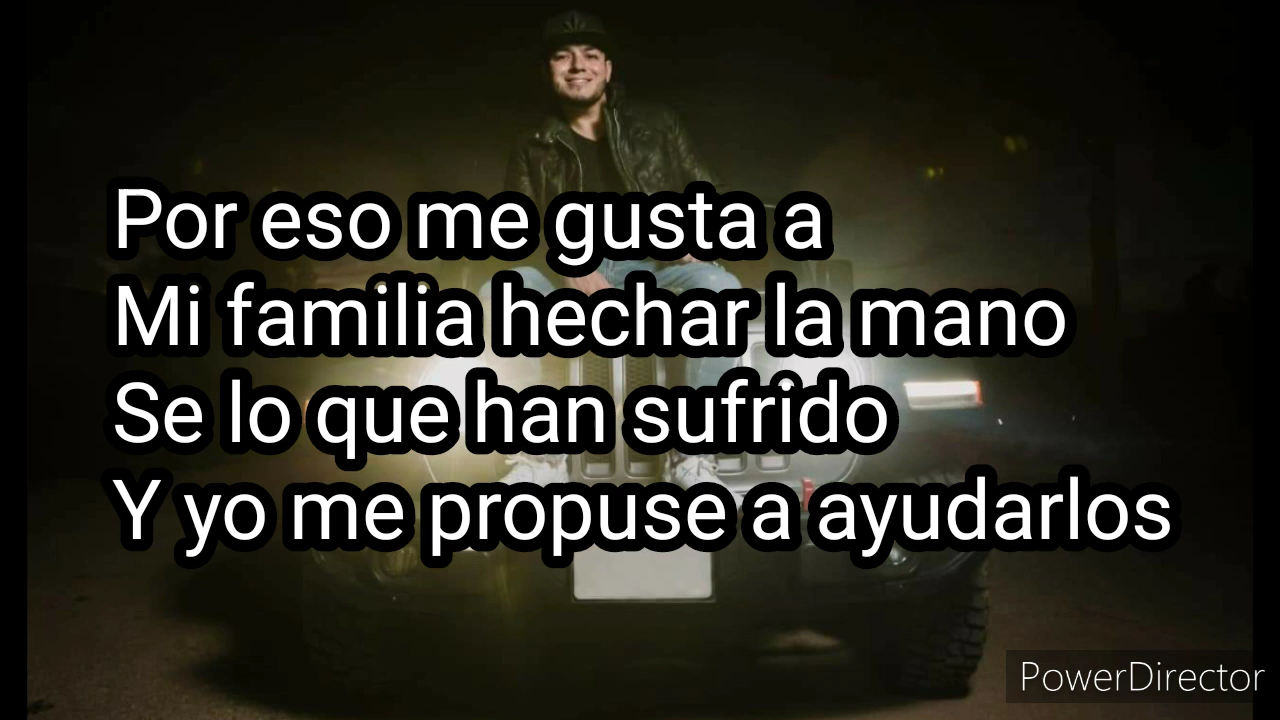 Por eso me gusta a
Mi familia hechar la mano
Se lo que han sufrido
Y yo me propuse a ayudarlos
PowerDirector